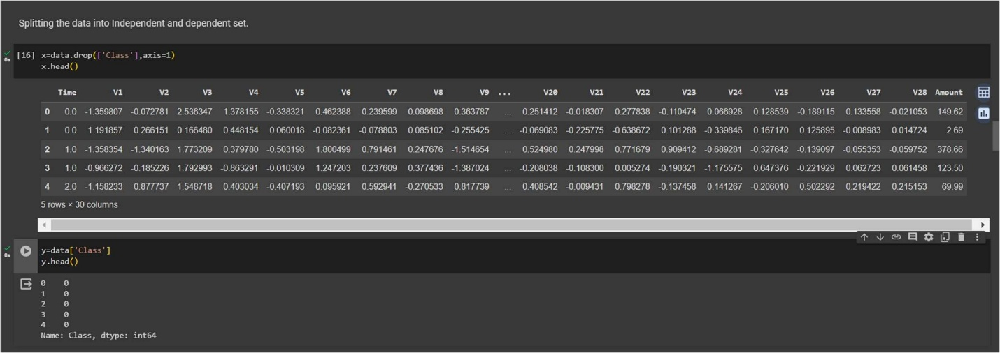 Splitting the data into Independent and dependent set.
[16] x=data.drop(['Class'],axis=1)
0s
x.head()
Time V1 V2 V3 V4 V5 V6 V7 V8 V9 ... V20 V21 V22 V23 V24 V25 V26 V27 V28 Amount
0 0.0 -1.359807 -0.072781 2.536347 1.378155 -0.338321 0.462388 0.239599 0.098698 0.363787 ... 0.251412 -0.018307 0.277838 -0.110474 0.066928 0.128539 -0.189115 0.133558 -0.021053 149.62
1 0.0 1.191857 0.266151 0.166480 0.448154 0.060018 -0.082361 -0.078803 0.085102 -0.255425 ... -0.069083 -0.225775 -0.638672 0.101288 -0.339846 0.167170 0.125895 -0.008983 0.014724 2.69
2 1.0 -1.358354 -1.340163 1.773209 0.379780 -0.503198 1.800499 0.791461 0.247676 -1.514654 ... 0.524980 0.247998 0.771679 0.909412 -0.689281 -0.327642 -0.139097 -0.055353 -0.059752 378.66
3 1.0 -0.966272 -0.185226 1.792993 -0.863291 -0.010309 1.247203 0.237609 0.377436 -1.387024 ... -0.208038 -0.108300 0.005274 -0.190321 -1.175575 0.647376 -0.221929 0.062723 0.061458 123.50
4 2.0 -1.158233 0.877737 1.548718 0.403034 -0.407193 0.095921 0.592941 -0.270533 0.817739 ... 0.408542 -0.009431 0.798278 -0.137458 0.141267 -0.206010 0.502292 0.219422 0.215153 69.99
5 rows × 30 columns
y=data['Class']
0s
y.head()
0 0
1 0
2 0
3 0
4 0
Name: Class, dtype: int64